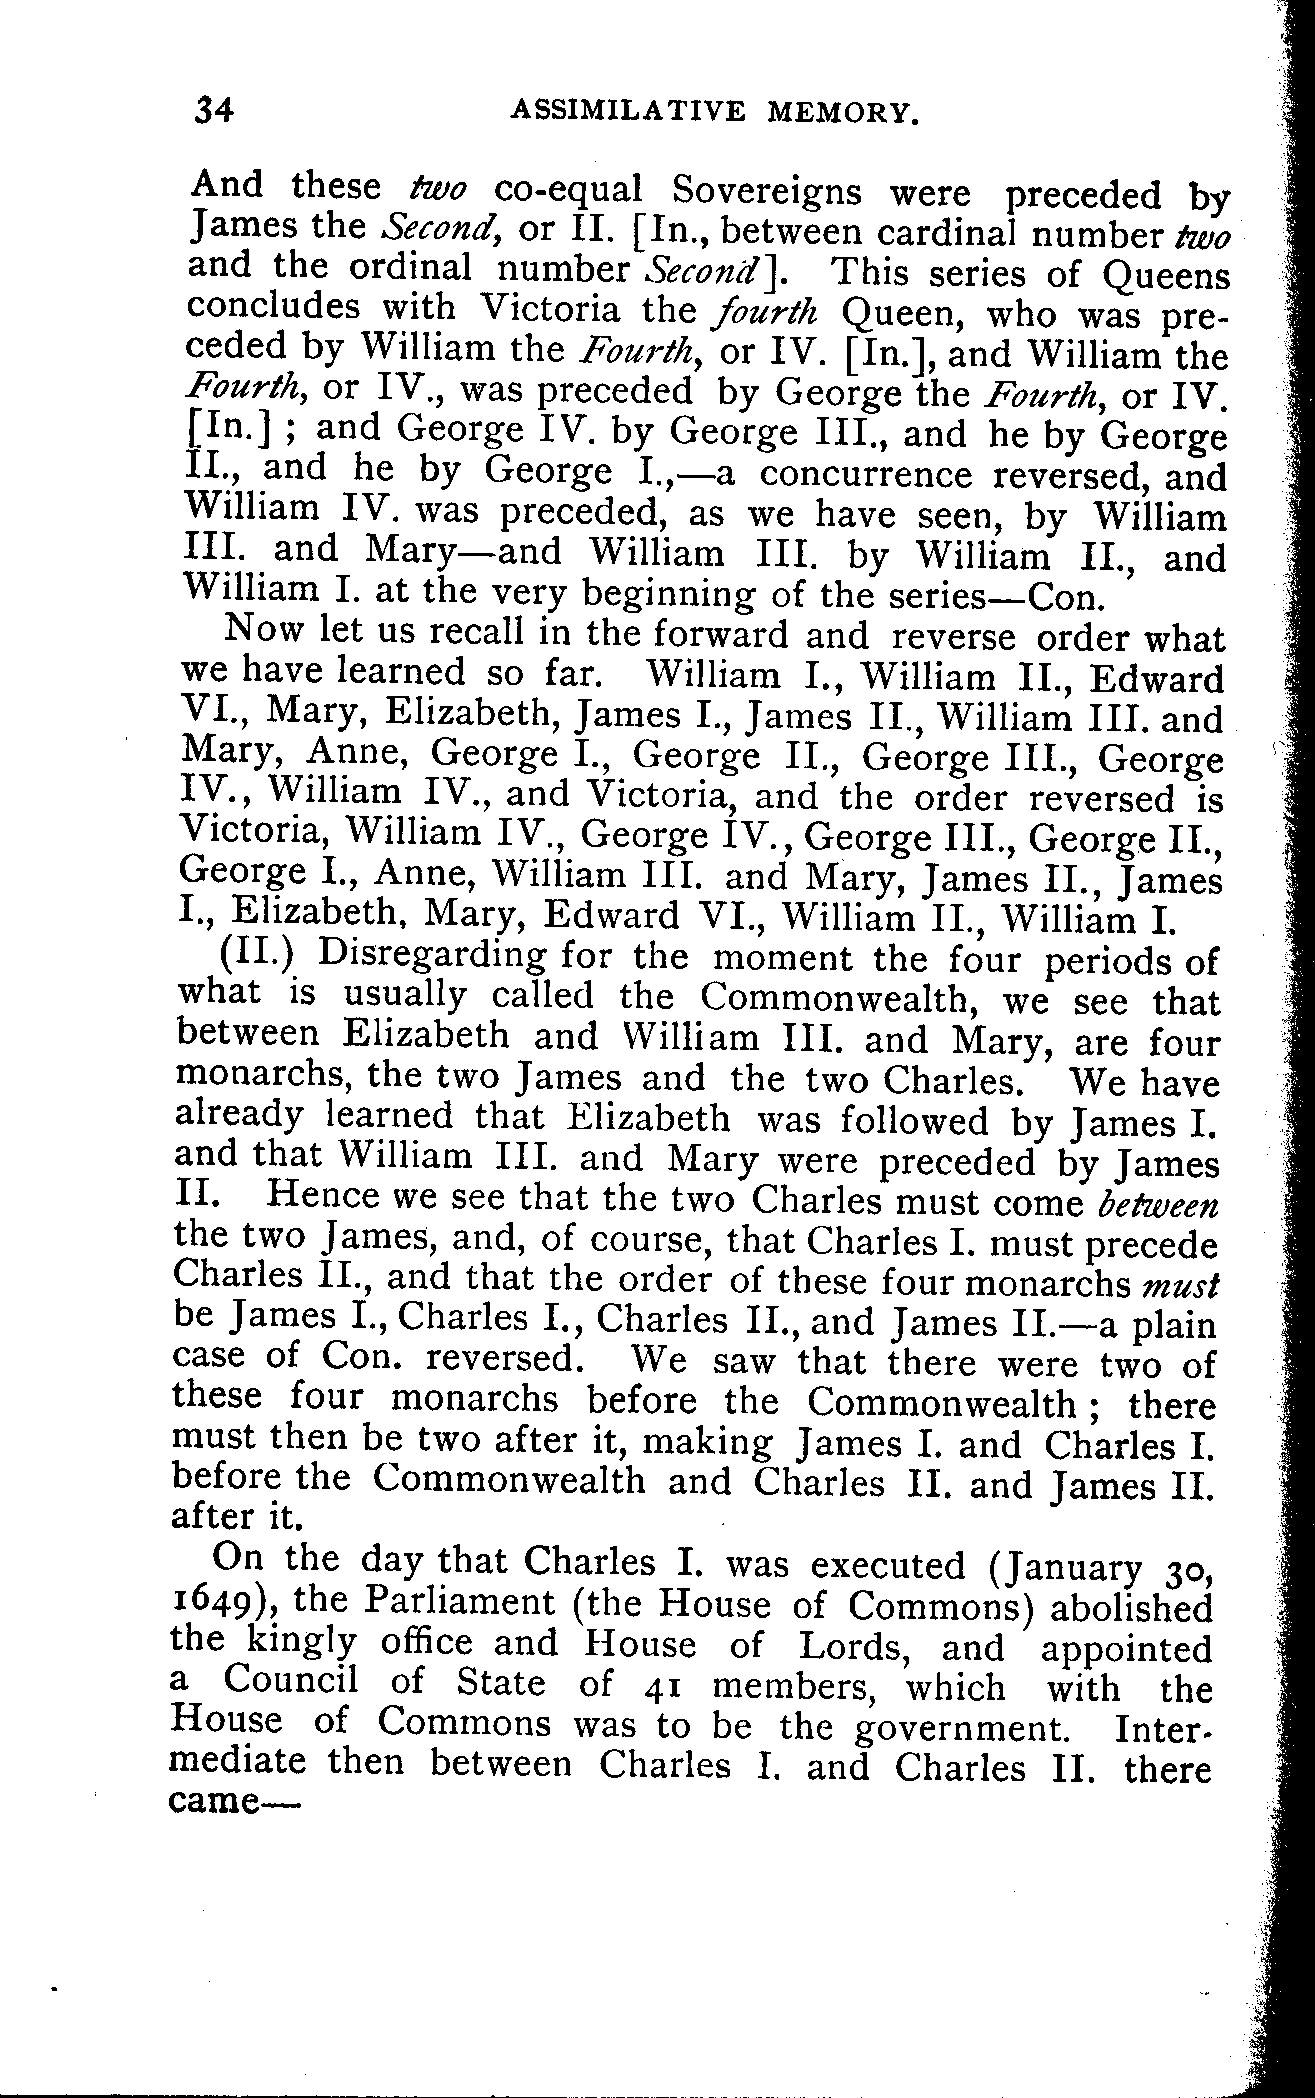 34 ASSIMILATIVE MEMORY.
And these two co-equal Sovereigns were preceded by
James the Second, or II. [In., between cardinal number two
and the ordinal number Second]. This series of Queens
concludes with Victoria the fourth Queen, who was pre-
ceded by William the Fourth, or IV. [In.], and William the
Fourth, or IV., was preceded by George the Fourth, or IV.
[In.] ; and George IV. by George III., and he by George
II., and he by George I.,—a concurrence reversed, and
William IV. was preceded, as we have seen, by William
III. and Mary—and William III. by William II., and
William I. at the very beginning of the series—Con.
Now let us recall in the forward and reverse order what
we have learned so far. William I., William II., Edward
VI., Mary, Elizabeth, James I., James II., William III. and
Mary, Anne, George I., George II., George III., George
IV., William IV., and Victoria, and the order reversed is
Victoria, William IV., George IV., George III., George II.,
George I., Anne, William III. and Mary, James II., James
I., Elizabeth, Mary, Edward VI., William II., William I.
(II.) Disregarding for the moment the four periods of
what is usually called the Commonwealth, we see that
between Elizabeth and William III. and Mary, are four
monarchs, the two James and the two Charles. We have
already learned that Elizabeth was followed by James I.
and that William III. and Mary were preceded by James
II. Hence we see that the two Charles must come between
the two James, and, of course, that Charles I. must precede
Charles II., and that the order of these four monarchs must
be James I., Charles I., Charles II., and James II.—a plain
case of Con. reversed. We saw that there were two of
these four monarchs before the Commonwealth ; there
must then be two after it, making James I. and Charles I.
before the Commonwealth and Charles II. and James II.
after it.
On the day that Charles I. was executed (January 30,
1649), the Parliament (the House of Commons) abolished
the kingly office and House of Lords, and appointed
a Council of State of 41 members, which with the
House of Commons was to be the government. Inter-
mediate then between Charles I. and Charles II. there
came—